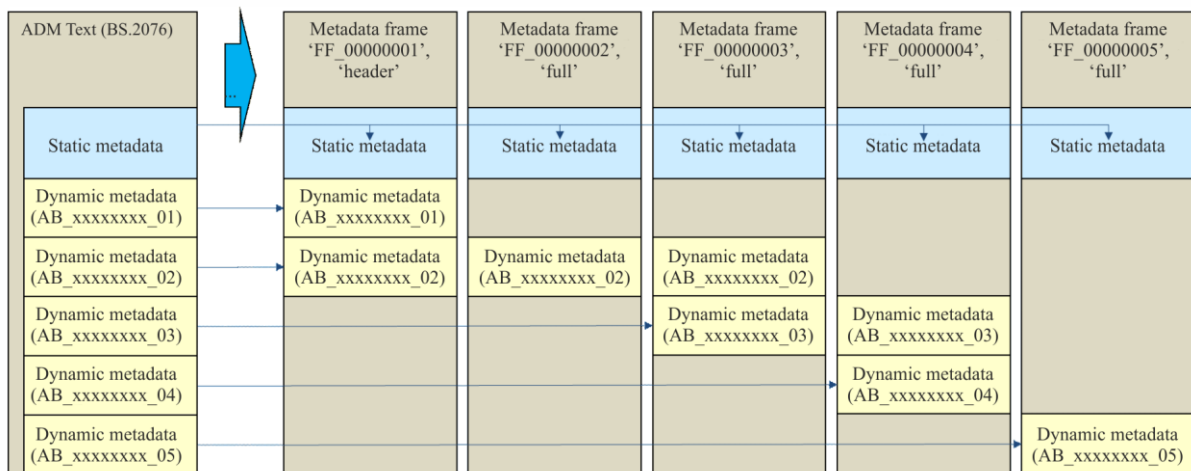 ADM Text (BS.2076)
...
Static metadata
Dynamic metadata
(AB_xxxxxxxx_01)
Dynamic metadata
(AB_xxxxxxxx_02)
Dynamic metadata
(AB_xxxxxxxx_03)
Dynamic metadata
(AB_xxxxxxxx_04)
Dynamic metadata
(AB_xxxxxxxx_05)
Metadata frame
‘FF_00000001’,
‘header’
Static metadata
Dynamic metadata
(AB_xxxxxxxx_01)
Dynamic metadata
(AB_xxxxxxxx_02)
Metadata frame
‘FF_00000002’,
‘full’
Static metadata
Dynamic metadata
(AB_xxxxxxxx_02)
Metadata frame
‘FF_00000003’,
‘full’
Static metadata
Dynamic metadata
(AB_xxxxxxxx_02)
Dynamic metadata
(AB_xxxxxxxx_03)
Metadata frame
‘FF_00000004’,
‘full’
Static metadata
Dynamic metadata
(AB_xxxxxxxx_03)
Dynamic metadata
(AB_xxxxxxxx_04)
Metadata frame
‘FF_00000005’,
‘full’
Static metadata
Dynamic metadata
(AB_xxxxxxxx_05)